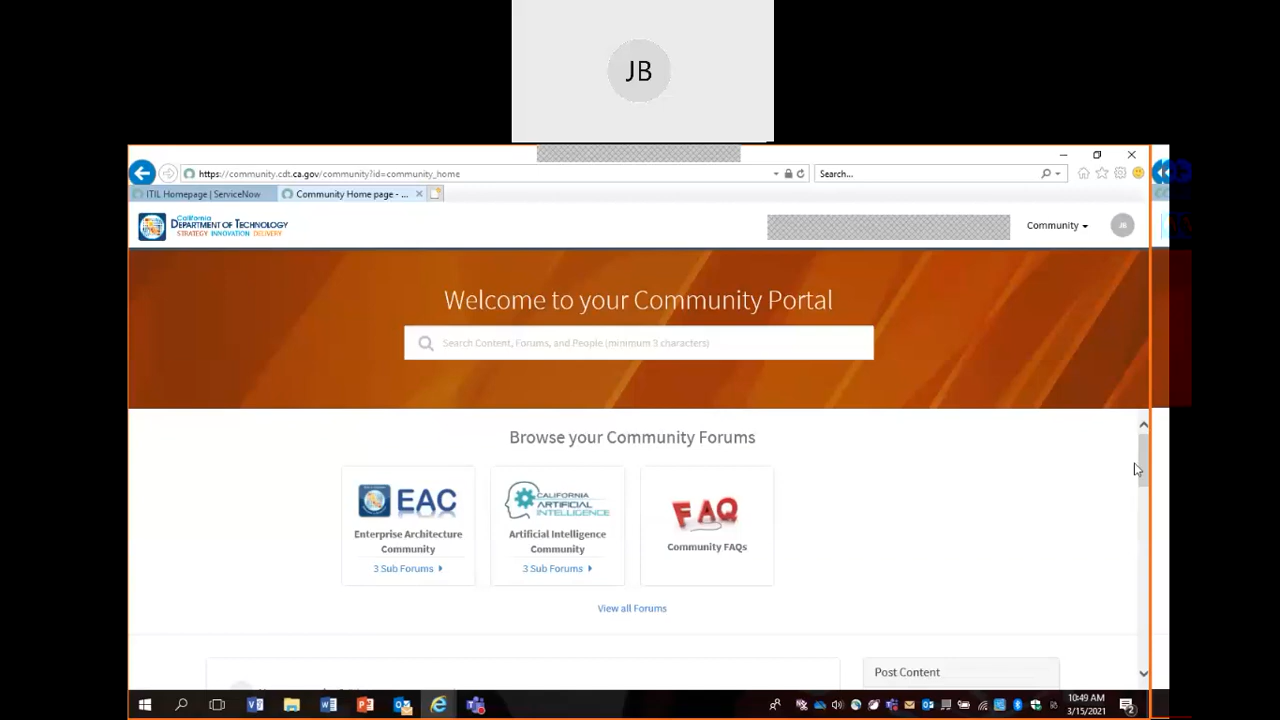 JB
https://community.cdt.ca.gov/community?id=community_home
Search...
ITIL Homepage | ServiceNow
Community Home page - ...
California
DEPARTMENT OF TECHNOLOGY
STRATEGY INNOVATION DELIVERY
Community
JB
Welcome to your Community Portal
Search Content, Forums, and People (minimum 3 characters)
Browse your Community Forums
EAC
Enterprise Architecture
Community
3 Sub Forums
CALIFORNIA
ARTIFICIAL
INTELLIGENCE
Artificial Intelligence
Community
3 Sub Forums
FAQ
Community FAQs
View all Forums
Post Content
10:49 AM
3/15/2021